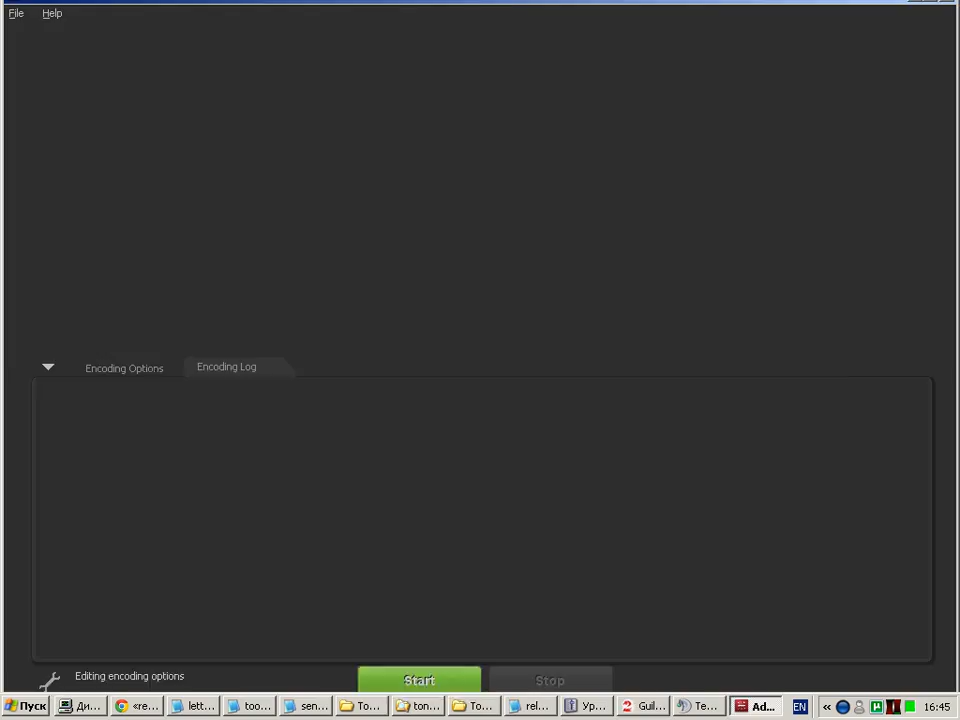 File Help
Encoding Options Encoding Log
Editing encoding options Start Stop
Пуск Ди... «re... lett... too... sen... To... ton... To... rel... Ур... Guil... Te... Ad... EN « 16:45